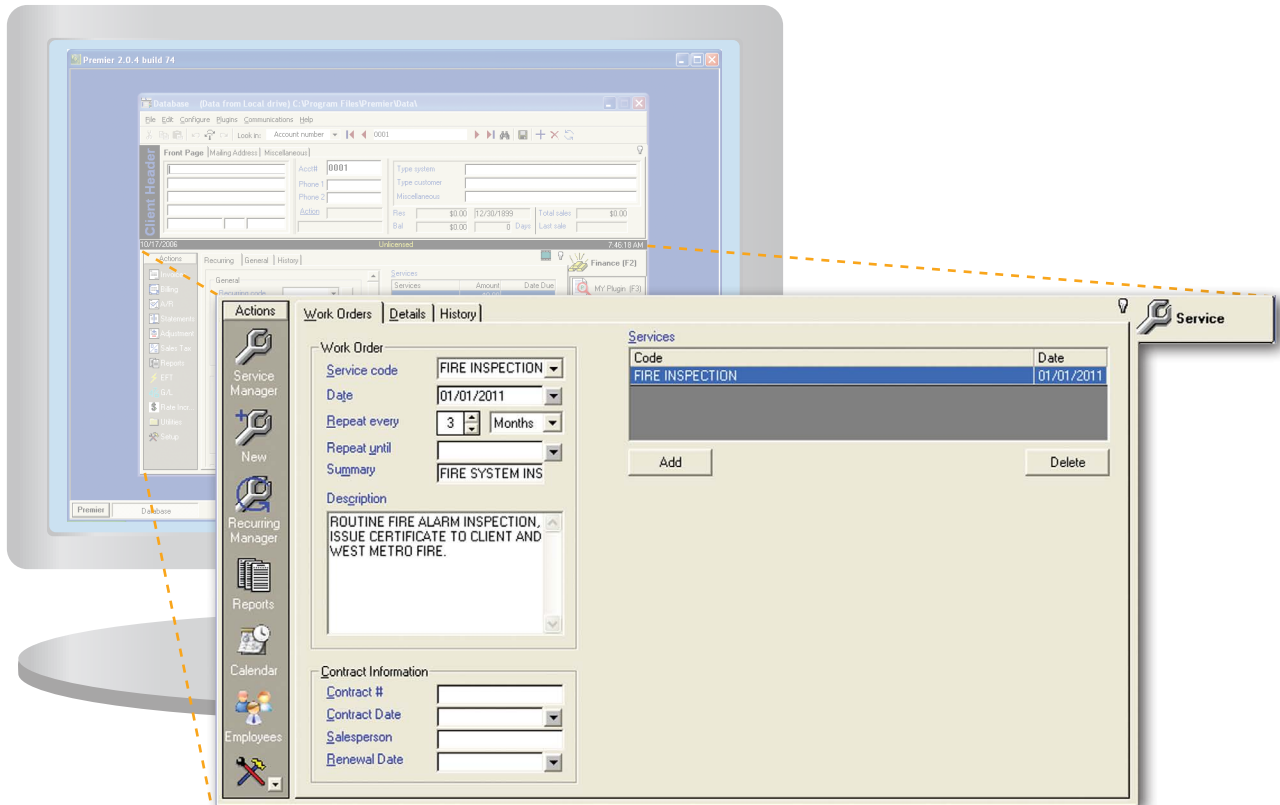 Premier 2.0.4 build 74
Database (Data from Local drive) C:\Program Files\Premier\Data\
File Edit Configure Plugins Communications Help
Look in: Account number 0001
Client Header
Front Page Mailing Address Miscellaneous
Acct# 0001 Type system
Phone 1 Type customer
Phone 2 Miscellaneous
Action Res $0.00 12/30/1899 Total sales $0.00
Bal $0.00 0 Days Last sale
10/17/2006 Unlicensed 7:46:18 AM
Actions Recurring General History Finance (F2)
General Services
Recurring code Services Amount Date Due MY Plugin (F3)
Billing
A/R
Statements
Adjustment
Sales Tax
Reports
EFT
G/L
Rate Incr.
Utilities
Setup
Premier Database
Actions Work Orders Details History Service
Service Manager
New
Recurring Manager
Reports
Calendar
Employees
Work Order
Service code FIRE INSPECTION
Date 01/01/2011
Repeat every 3 Months
Repeat until
Summary FIRE SYSTEM INS
Description
ROUTINE FIRE ALARM INSPECTION,
ISSUE CERTIFICATE TO CLIENT AND
WEST METRO FIRE.
Contract Information
Contract #
Contract Date
Salesperson
Renewal Date
Services
Code Date
FIRE INSPECTION 01/01/2011
Add Delete